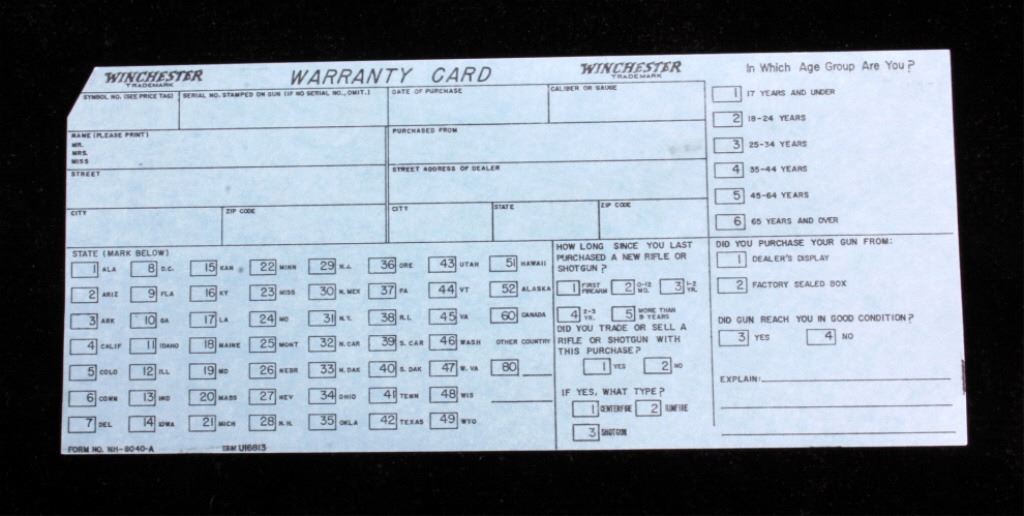 WINCHESTER TRADEMARK WARRANTY CARD WINCHESTER TRADEMARK
SYMBOL NO. (SEE PRICE TAG) SERIAL NO. STAMPED ON GUN (IF NO SERIAL NO., OMIT.) DATE OF PURCHASE CALIBER OR GAUGE
NAME (PLEASE PRINT) PURCHASED FROM
MR.
MRS.
MISS
STREET STREET ADDRESS OF DEALER
CITY ZIP CODE CITY STATE ZIP CODE
In Which Age Group Are You?
1 17 YEARS AND UNDER
2 18-24 YEARS
3 25-34 YEARS
4 35-44 YEARS
5 45-64 YEARS
6 65 YEARS AND OVER
STATE (MARK BELOW)
1 ALA 8 D.C. 15 KAN 22 MINN 29 N.J. 36 ORE 43 UTAH 51 HAWAII
2 ARIZ 9 FLA 16 KY 23 MISS 30 N.MEX 37 PA 44 VT 52 ALASKA
3 ARK 10 GA 17 LA 24 MO 31 N.Y. 38 R.I. 45 VA 60 CANADA
4 CALIF 11 IDAHO 18 MAINE 25 MONT 32 N.CAR 39 S.CAR 46 WASH OTHER COUNTRY
5 COLO 12 ILL 19 MD 26 NEBR 33 N.DAK 40 S.DAK 47 W.VA 80
6 CONN 13 IND 20 MASS 27 NEV 34 OHIO 41 TENN 48 WIS
7 DEL 14 IOWA 21 MICH 28 N.H. 35 OKLA 42 TEXAS 49 WYO
HOW LONG SINCE YOU LAST
PURCHASED A NEW RIFLE OR
SHOTGUN?
1 FIRST FIREARM 2 0-12 MO. 3 1-2 YR.
4 2-3 YS. 5 MORE THAN 3 YEARS
DID YOU TRADE OR SELL A
RIFLE OR SHOTGUN WITH
THIS PURCHASE?
1 YES 2 NO
IF YES, WHAT TYPE?
1 CENTERFIRE 2 RIMFIRE
3 SHOTGUN
DID YOU PURCHASE YOUR GUN FROM:
1 DEALER'S DISPLAY
2 FACTORY SEALED BOX
DID GUN REACH YOU IN GOOD CONDITION?
3 YES 4 NO
EXPLAIN:
FORM NO. WH-8040-A IBM U16813